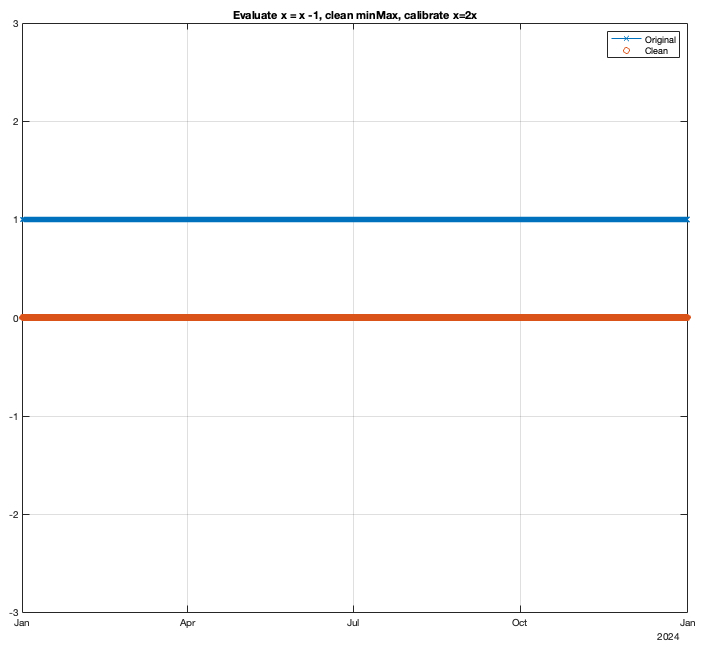 Evaluate x = x -1, clean minMax, calibrate x=2x
Original
Clean
3
2
1
0
-1
-2
-3
Jan Apr Jul Oct Jan
2024